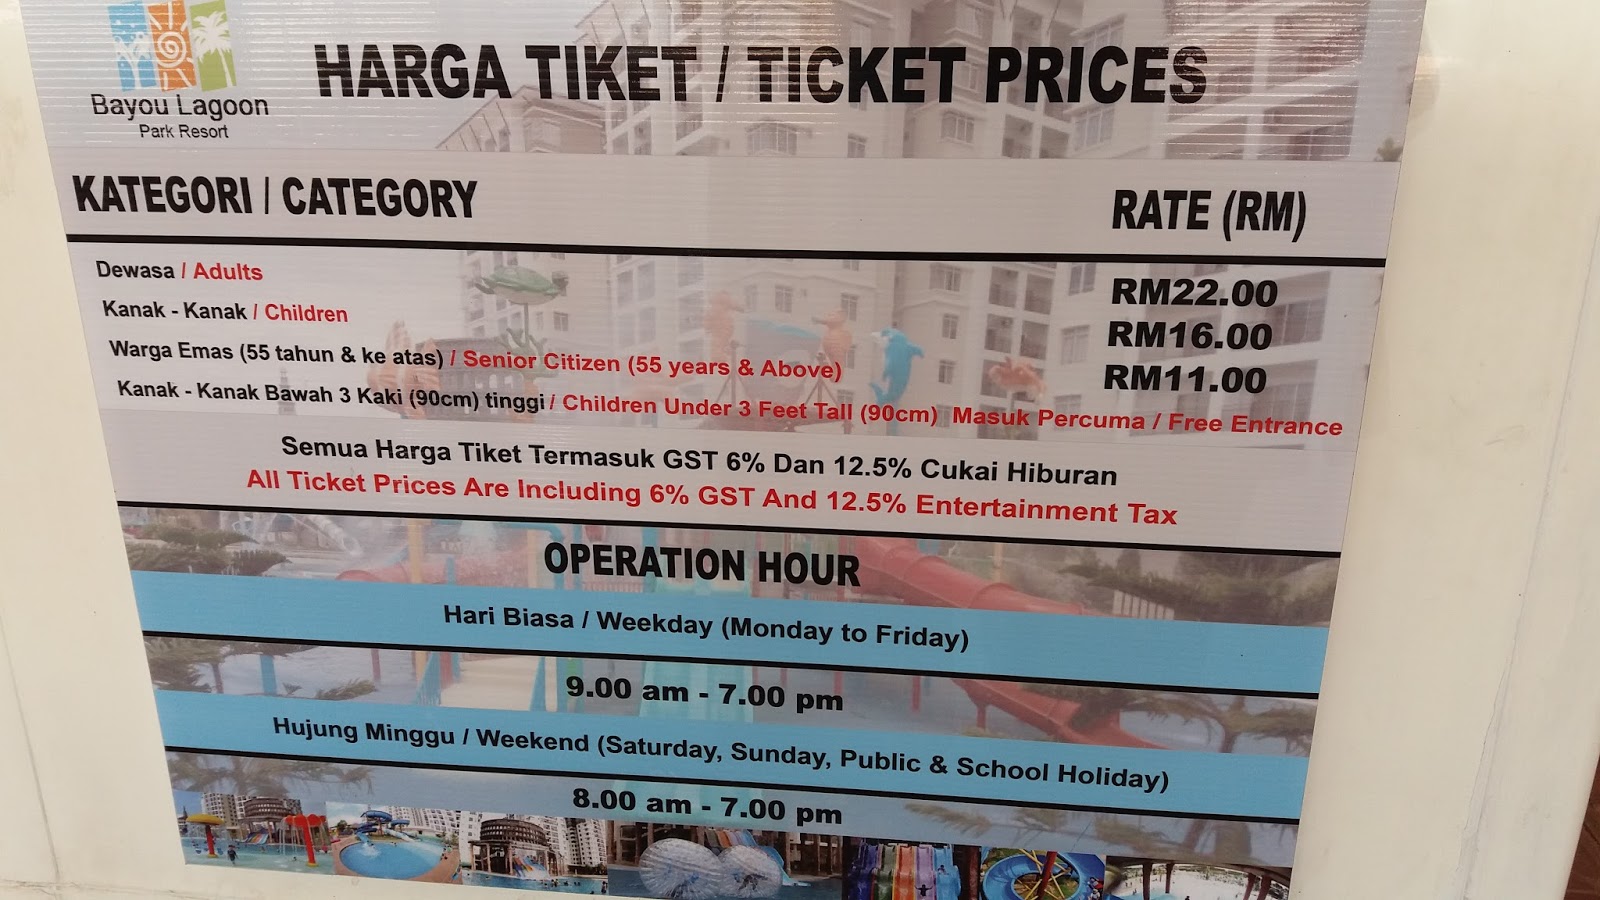 Bayou Lagoon
Park Resort
HARGA TIKET / TICKET PRICES
KATEGORI / CATEGORY RATE (RM)
Dewasa / Adults RM22.00
Kanak - Kanak / Children RM16.00
Warga Emas (55 tahun & ke atas) / Senior Citizen (55 years & Above) RM11.00
Kanak - Kanak Bawah 3 Kaki (90cm) tinggi / Children Under 3 Feet Tall (90cm) Masuk Percuma / Free Entrance
Semua Harga Tiket Termasuk GST 6% Dan 12.5% Cukai Hiburan
All Ticket Prices Are Including 6% GST And 12.5% Entertainment Tax
OPERATION HOUR
Hari Biasa / Weekday (Monday to Friday)
9.00 am - 7.00 pm
Hujung Minggu / Weekend (Saturday, Sunday, Public & School Holiday)
8.00 am - 7.00 pm